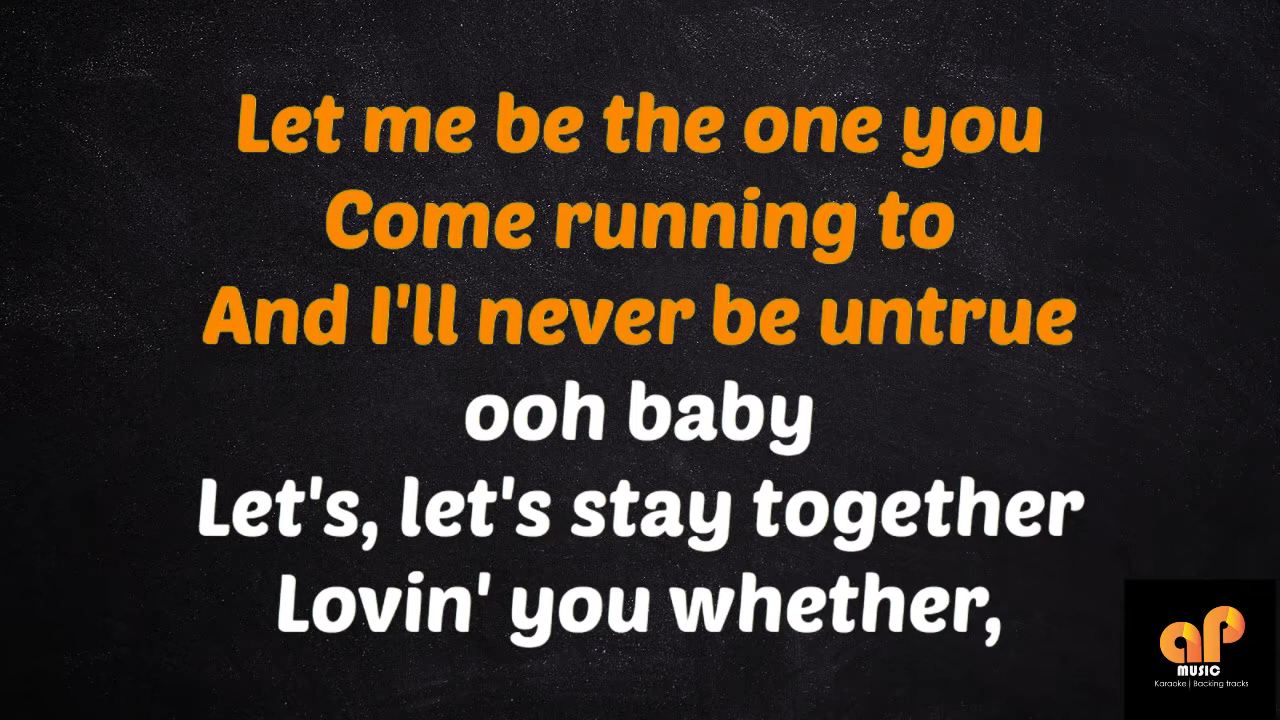 Let me be the one you
Come running to
And I'll never be untrue
ooh baby
Let's, let's stay together
Lovin' you whether,
ap
MUSIC
Karaoke | Backing tracks